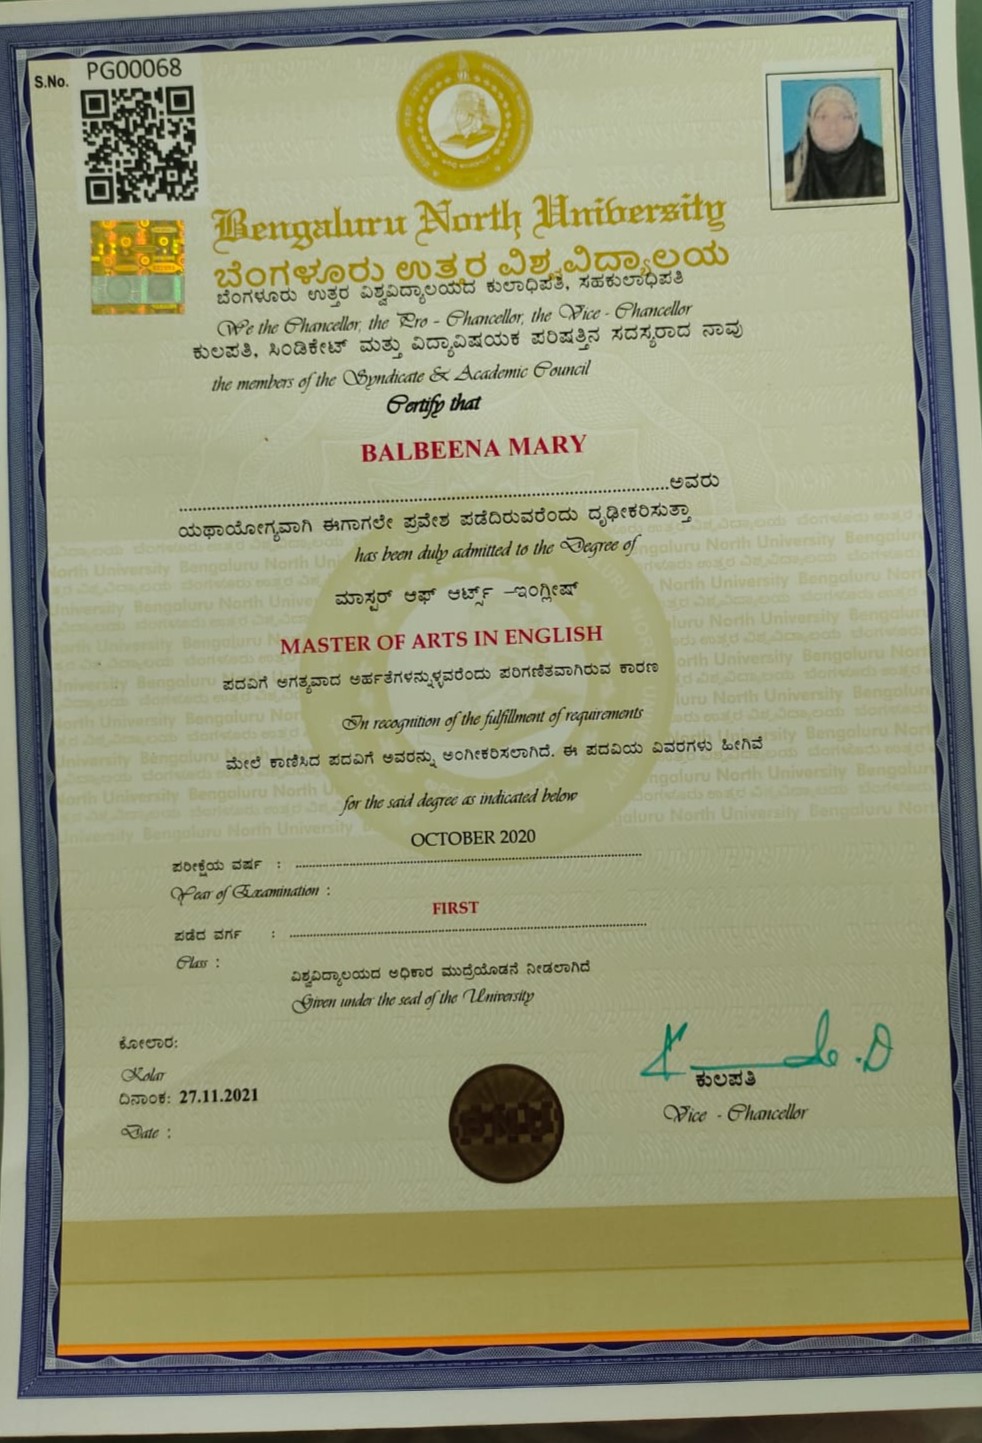 S.No. PG00068
Bengaluru North University
ಬೆಂಗಳೂರು ಉತ್ತರ ವಿಶ್ವವಿದ್ಯಾಲಯ
ಬೆಂಗಳೂರು ಉತ್ತರ ವಿಶ್ವವಿದ್ಯಾಲಯದ ಕುಲಾಧಿಪತಿ, ಸಹಕುಲಾಧಿಪತಿ
We the Chancellor, the Pro - Chancellor, the Vice - Chancellor
ಕುಲಪತಿ, ಸಿಂಡಿಕೇಟ್ ಮತ್ತು ವಿದ್ಯಾವಿಷಯಕ ಪರಿಷತ್ತಿನ ಸದಸ್ಯರಾದ ನಾವು
the members of the Syndicate & Academic Council
Certify that
BALBEENA MARY
ಅವರು
ಯಥಾಯೋಗ್ಯವಾಗಿ ಈಗಾಗಲೇ ಪ್ರವೇಶ ಪಡೆದಿರುವರೆಂದು ದೃಢೀಕರಿಸುತ್ತಾ
has been duly admitted to the Degree of
ಮಾಸ್ಟರ್ ಆಫ್ ಆರ್ಟ್ಸ್ –ಇಂಗ್ಲೀಷ್
MASTER OF ARTS IN ENGLISH
ಪದವಿಗೆ ಅಗತ್ಯವಾದ ಅರ್ಹತೆಗಳನ್ನುಳ್ಳವರೆಂದು ಪರಿಗಣಿತವಾಗಿರುವ ಕಾರಣ
In recognition of the fulfillment of requirements
ಮೇಲೆ ಕಾಣಿಸಿದ ಪದವಿಗೆ ಅವರನ್ನು ಅಂಗೀಕರಿಸಲಾಗಿದೆ. ಈ ಪದವಿಯ ವಿವರಗಳು ಹೀಗಿವೆ
for the said degree as indicated below
OCTOBER 2020
ಪರೀಕ್ಷೆಯ ವರ್ಷ :
Year of Examination :
FIRST
ಪಡೆದ ವರ್ಗ :
Class :
ವಿಶ್ವವಿದ್ಯಾಲಯದ ಅಧಿಕಾರ ಮುದ್ರೆಯೊಡನೆ ನೀಡಲಾಗಿದೆ
Given under the seal of the University
ಕೋಲಾರ:
Kolar
ದಿನಾಂಕ: 27.11.2021
Date :
ಕುಲಪತಿ
Vice - Chancellor